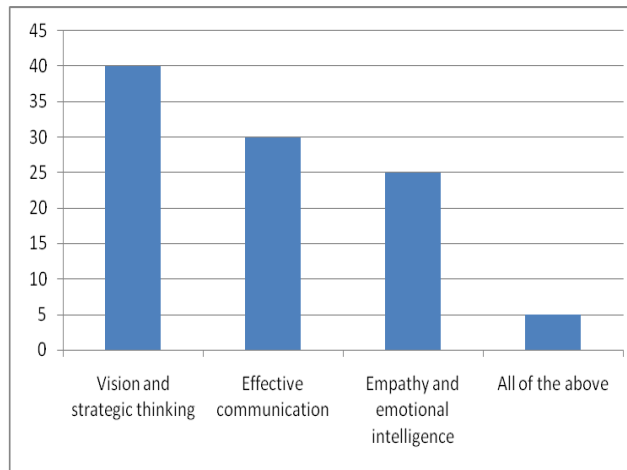 45
40
35
30
25
20
15
10
5
0
Vision and
strategic thinking
Effective
communication
Empathy and
emotional
intelligence
All of the above